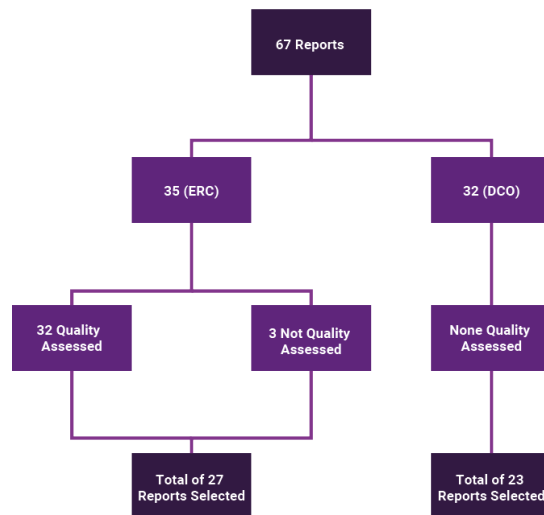 67 Reports
35 (ERC)
32 (DCO)
32 Quality
Assessed
3 Not Quality
Assessed
None Quality
Assessed
Total of 27
Reports Selected
Total of 23
Reports Selected